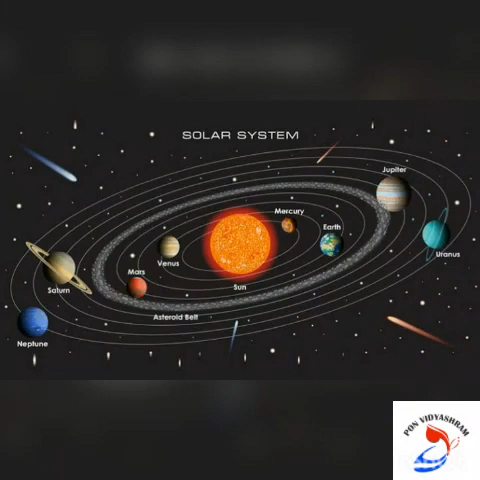 SOLAR SYSTEM
Jupiter
Mercury
Earth
Uranus
Venus
Mars
Sun
Saturn
Asteroid Belt
Neptune
PON VIDYASHRAM